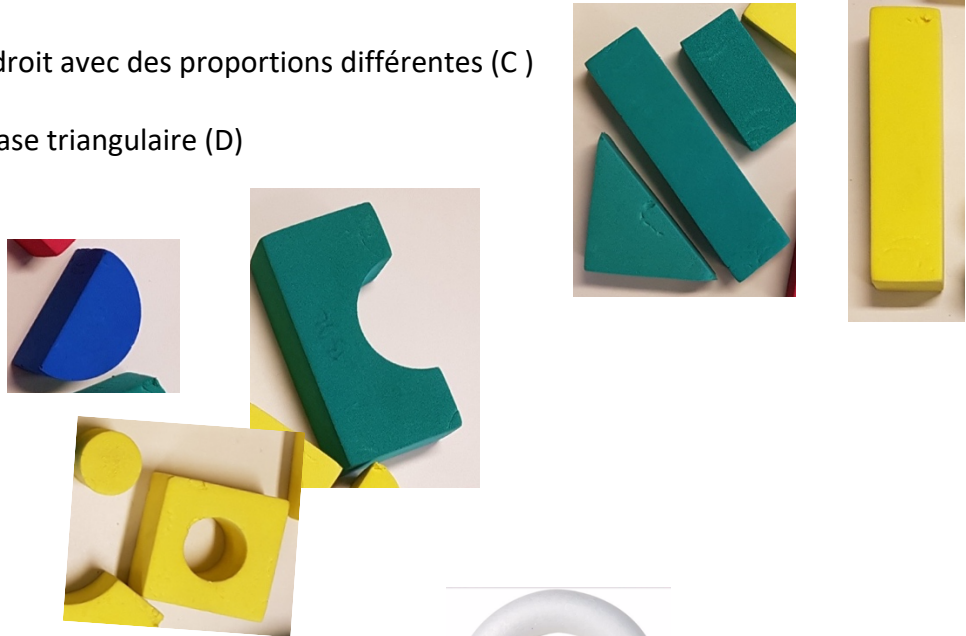 droit avec des proportions différentes (C )
ase triangulaire (D)